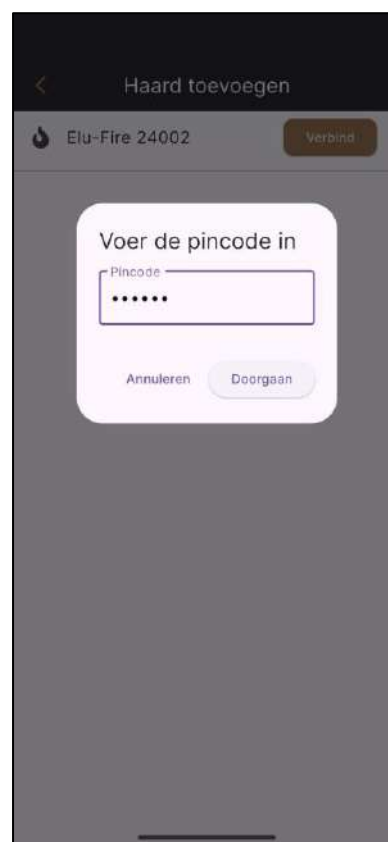 Haard toevoegen
Elu-Fire 24002
Verbind
Voer de pincode in
Pincode
••••••
Annuleren
Doorgaan